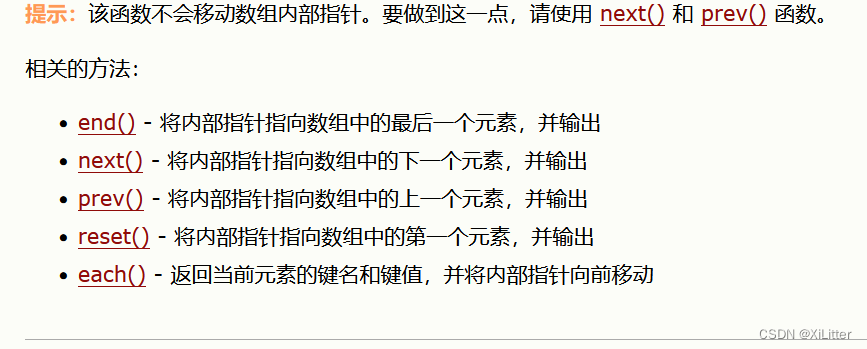 提示：该函数不会移动数组内部指针。要做到这一点，请使用 next() 和 prev() 函数。
相关的方法：
• end() - 将内部指针指向数组中的最后一个元素，并输出
• next() - 将内部指针指向数组中的下一个元素，并输出
• prev() - 将内部指针指向数组中的上一个元素，并输出
• reset() - 将内部指针指向数组中的第一个元素，并输出
• each() - 返回当前元素的键名和键值，并将内部指针向前移动
CSDN @XiLitter